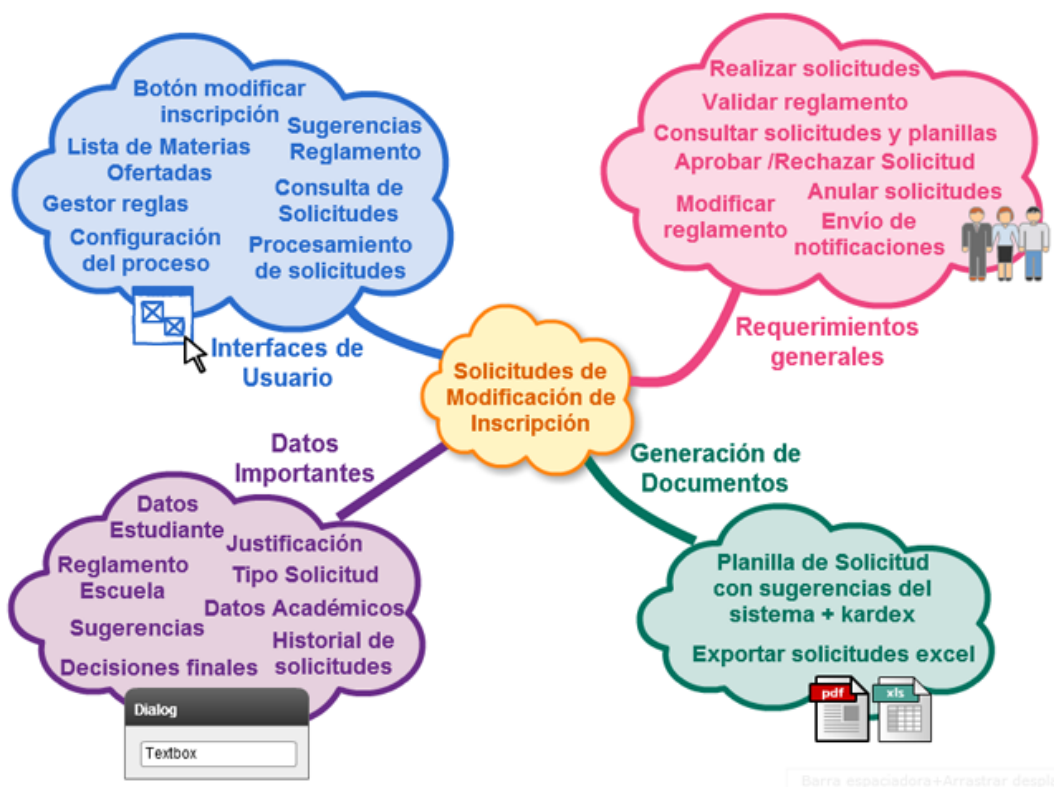 Botón modificar
inscripción
Sugerencias
Reglamento
Lista de Materias
Ofertadas
Consulta de
Solicitudes
Gestor reglas
Configuración
del proceso
Procesamiento
de solicitudes
Interfaces de
Usuario
Realizar solicitudes
Validar reglamento
Consultar solicitudes y planillas
Aprobar /Rechazar Solicitud
Anular solicitudes
Modificar
reglamento
Envío de
notificaciones
Requerimientos
generales
Solicitudes de
Modificación de
Inscripción
Datos
Importantes
Datos
Estudiante
Justificación
Reglamento
Escuela
Tipo Solicitud
Datos Académicos
Sugerencias
Historial de
solicitudes
Decisiones finales
Dialog
Textbox
Generación de
Documentos
Planilla de Solicitud
con sugerencias del
sistema + kardex
Exportar solicitudes excel
pdf
xls
Barra espaciadora+Arrastrar despl